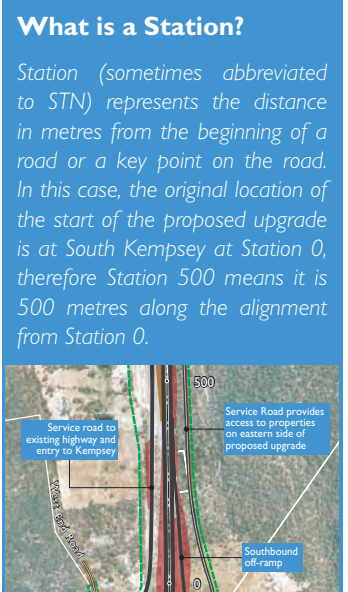 What is a Station?
Station (sometimes abbreviated
to STN) represents the distance
in metres from the beginning of a
road or a key point on the road.
In this case, the original location of
the start of the proposed upgrade
is at South Kempsey at Station 0,
therefore Station 500 means it is
500 metres along the alignment
from Station 0.
500
Service road to
existing highway and
entry to Kempsey
Service Road provides
access to properties
on eastern side of
proposed upgrade
West End Road
Southbound
off-ramp
0